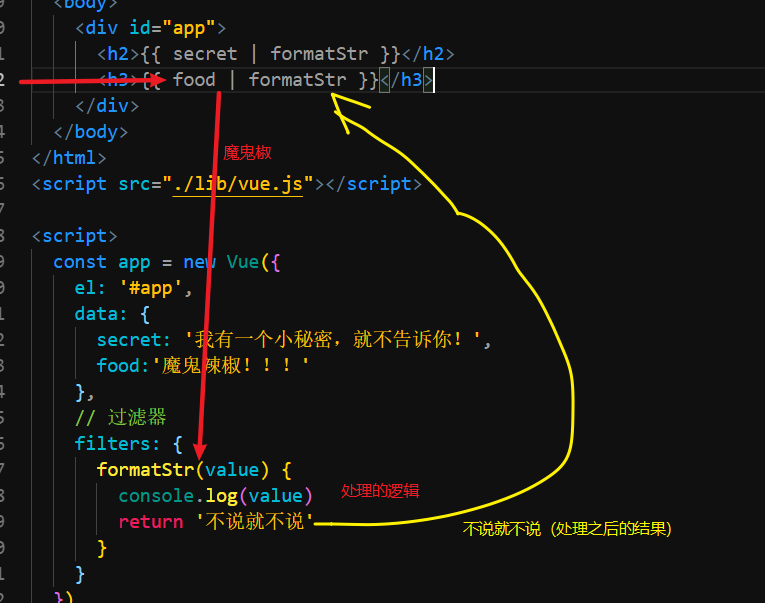 <body>
<div id="app">
<h2>{{ secret | formatStr }}</h2>
<h3>{{ food | formatStr }}</h3>
</div>
魔鬼椒
</body>
</html>
<script src="./lib/vue.js"></script>
<script>
const app = new Vue({
el: '#app',
data: {
secret: '我有一个小秘密，就不告诉你！',
food:'魔鬼辣椒！！！'
},
// 过滤器
filters: {
formatStr(value) {
console.log(value)
处理的逻辑
return '不说就不说'
不说就不说（处理之后的结果）
}
}
})